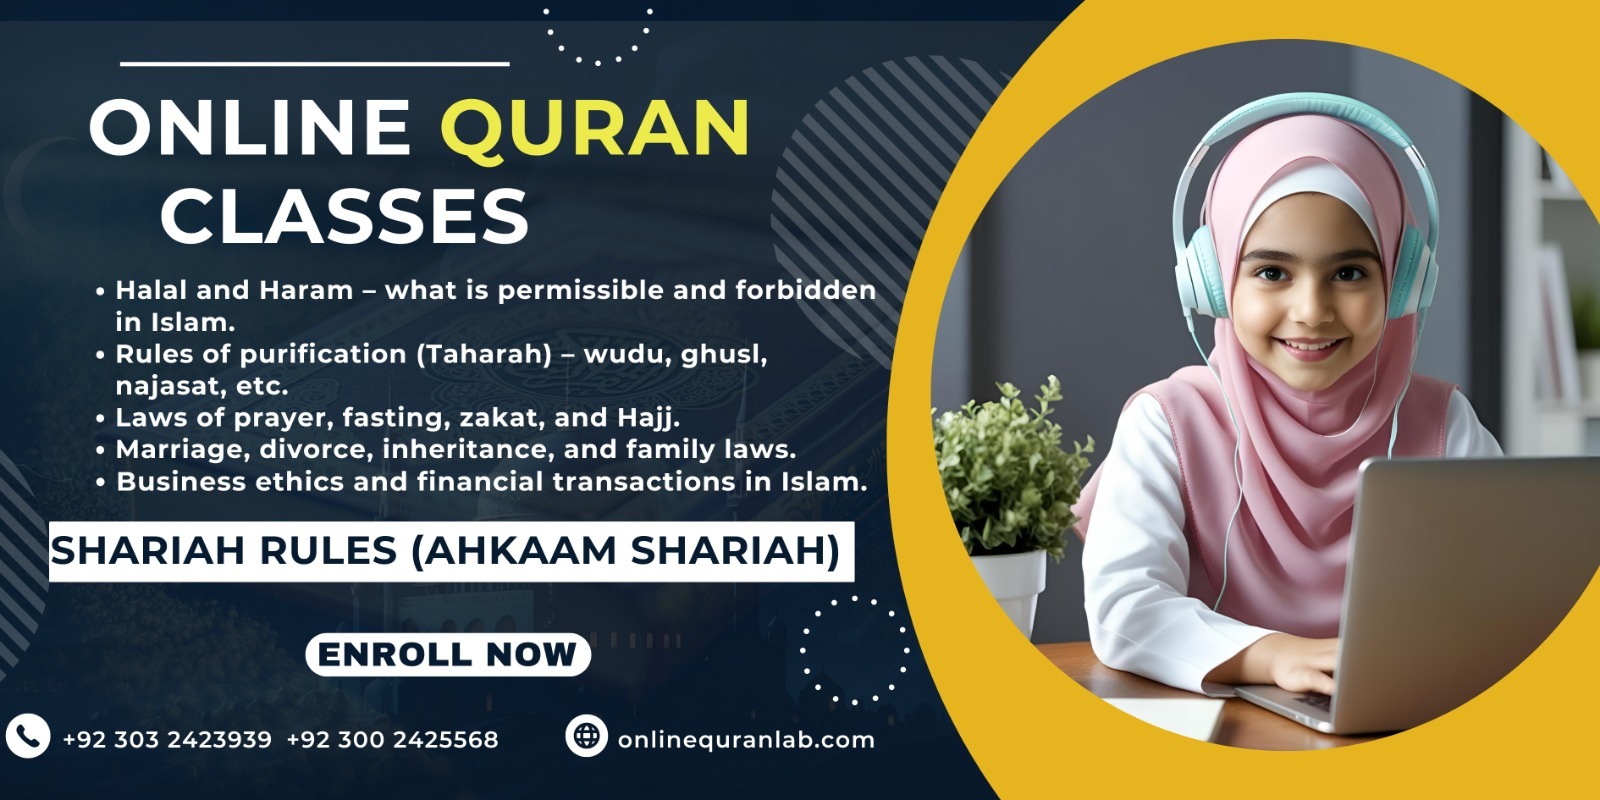 ONLINE QURAN
CLASSES
• Halal and Haram – what is permissible and forbidden
in Islam.
• Rules of purification (Taharah) – wudu, ghusl,
najasat, etc.
• Laws of prayer, fasting, zakat, and Hajj.
• Marriage, divorce, inheritance, and family laws.
• Business ethics and financial transactions in Islam.
SHARIAH RULES (AHKAAM SHARIAH)
ENROLL NOW
+92 303 2423939 +92 300 2425568
onlinequranlab.com